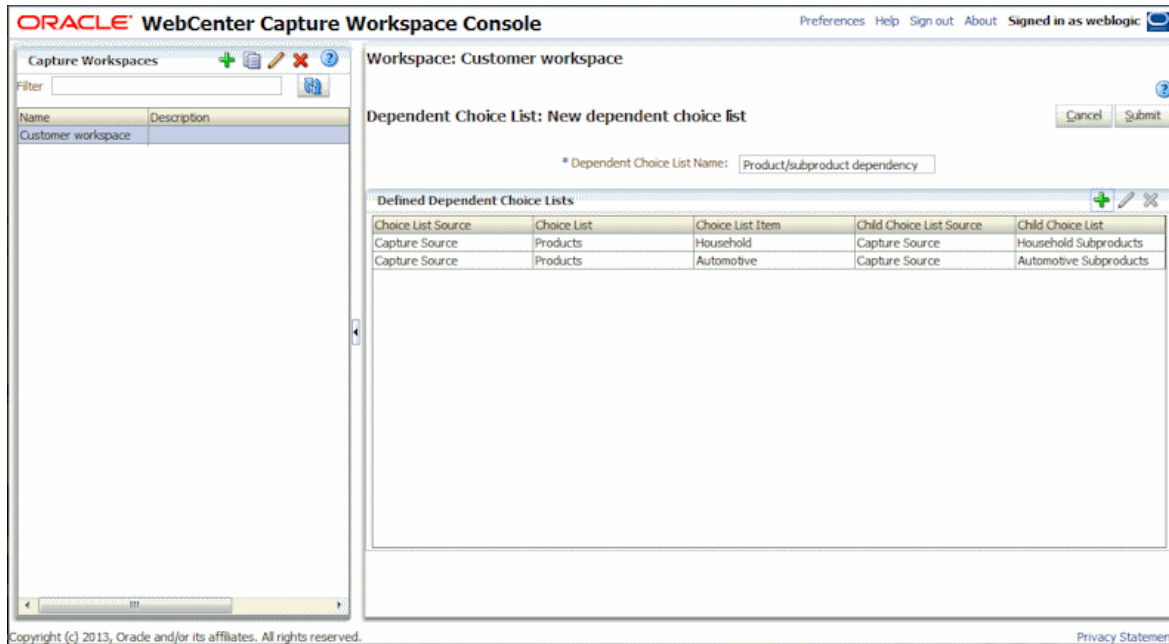 ORACLE WebCenter Capture Workspace Console
Preferences Help Sign out About Signed in as weblogic
Capture Workspaces
Filter
Name Description
Customer workspace
Workspace: Customer workspace
Dependent Choice List: New dependent choice list
Cancel Submit
* Dependent Choice List Name: Product/subproduct dependency
Defined Dependent Choice Lists
Choice List Source Choice List Choice List Item Child Choice List Source Child Choice List
Capture Source Products Household Capture Source Household Subproducts
Capture Source Products Automotive Capture Source Automotive Subproducts
Copyright (c) 2013, Oracle and/or its affiliates. All rights reserved.
Privacy Statemen